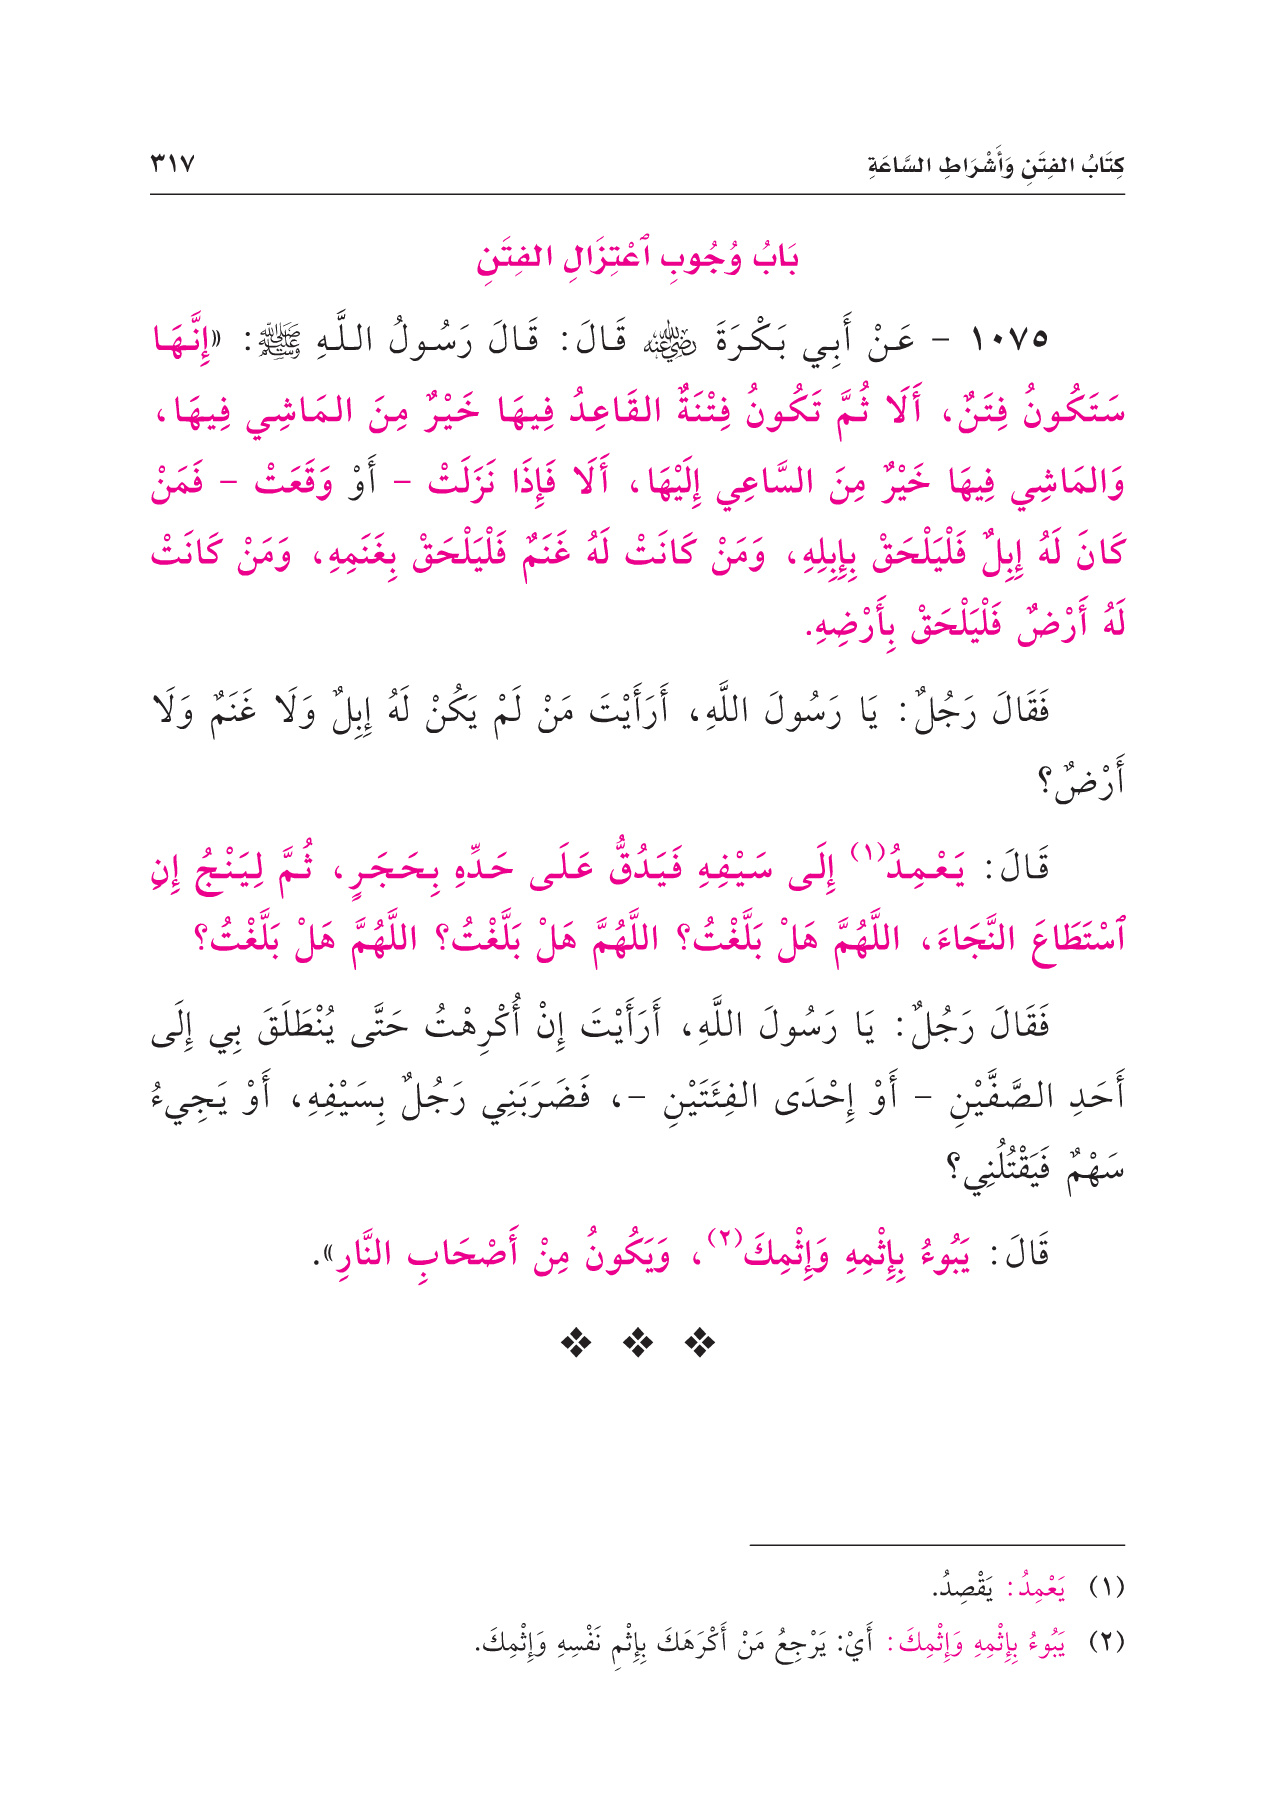 كِتَابُ الفِتَنِ وَأَشْرَاطِ السَّاعَةِ ٣١٧
بَابُ وُجُوبِ ٱعْتِزَالِ الفِتَنِ
١٠٧٥ - عَنْ أَبِي بَكْرَةَ رضي الله عنه قَالَ: قَالَ رَسُولُ اللَّهِ ﷺ: «إِنَّهَا
سَتَكُونُ فِتَنٌ، أَلَا ثُمَّ تَكُونُ فِتْنَةٌ القَاعِدُ فِيهَا خَيْرٌ مِنَ المَاشِي فِيهَا،
وَالمَاشِي فِيهَا خَيْرٌ مِنَ السَّاعِي إِلَيْهَا، أَلَا فَإِذَا نَزَلَتْ - أَوْ وَقَعَتْ - فَمَنْ
كَانَ لَهُ إِبِلٌ فَلْيَلْحَقْ بِإِبِلِهِ، وَمَنْ كَانَتْ لَهُ غَنَمٌ فَلْيَلْحَقْ بِغَنَمِهِ، وَمَنْ كَانَتْ
لَهُ أَرْضٌ فَلْيَلْحَقْ بِأَرْضِهِ.
فَقَالَ رَجُلٌ: يَا رَسُولَ اللَّهِ، أَرَأَيْتَ مَنْ لَمْ يَكُنْ لَهُ إِبِلٌ وَلَا غَنَمٌ وَلَا
أَرْضٌ؟
قَالَ: يَعْمِدُ(١) إِلَى سَيْفِهِ فَيَدُقُّ عَلَى حَدِّهِ بِحَجَرٍ، ثُمَّ لِيَنْجُ إِنِ
ٱسْتَطَاعَ النَّجَاءَ، اللَّهُمَّ هَلْ بَلَّغْتُ؟ اللَّهُمَّ هَلْ بَلَّغْتُ؟ اللَّهُمَّ هَلْ بَلَّغْتُ؟
فَقَالَ رَجُلٌ: يَا رَسُولَ اللَّهِ، أَرَأَيْتَ إِنْ أُكْرِهْتُ حَتَّى يُنْطَلَقَ بِي إِلَى
أَحَدِ الصَّفَّيْنِ - أَوْ إِحْدَى الفِئَتَيْنِ -، فَضَرَبَنِي رَجُلٌ بِسَيْفِهِ، أَوْ يَجِيءُ
سَهْمٌ فَيَقْتُلُنِي؟
قَالَ: يَبُوءُ بِإِثْمِهِ وَإِثْمِكَ(٢)، وَيَكُونُ مِنْ أَصْحَابِ النَّارِ».
(١) يَعْمِدُ: يَقْصِدُ.
(٢) يَبُوءُ بِإِثْمِهِ وَإِثْمِكَ: أَيْ: يَرْجِعُ مَنْ أَكْرَهَكَ بِإِثْمِ نَفْسِهِ وَإِثْمِكَ.